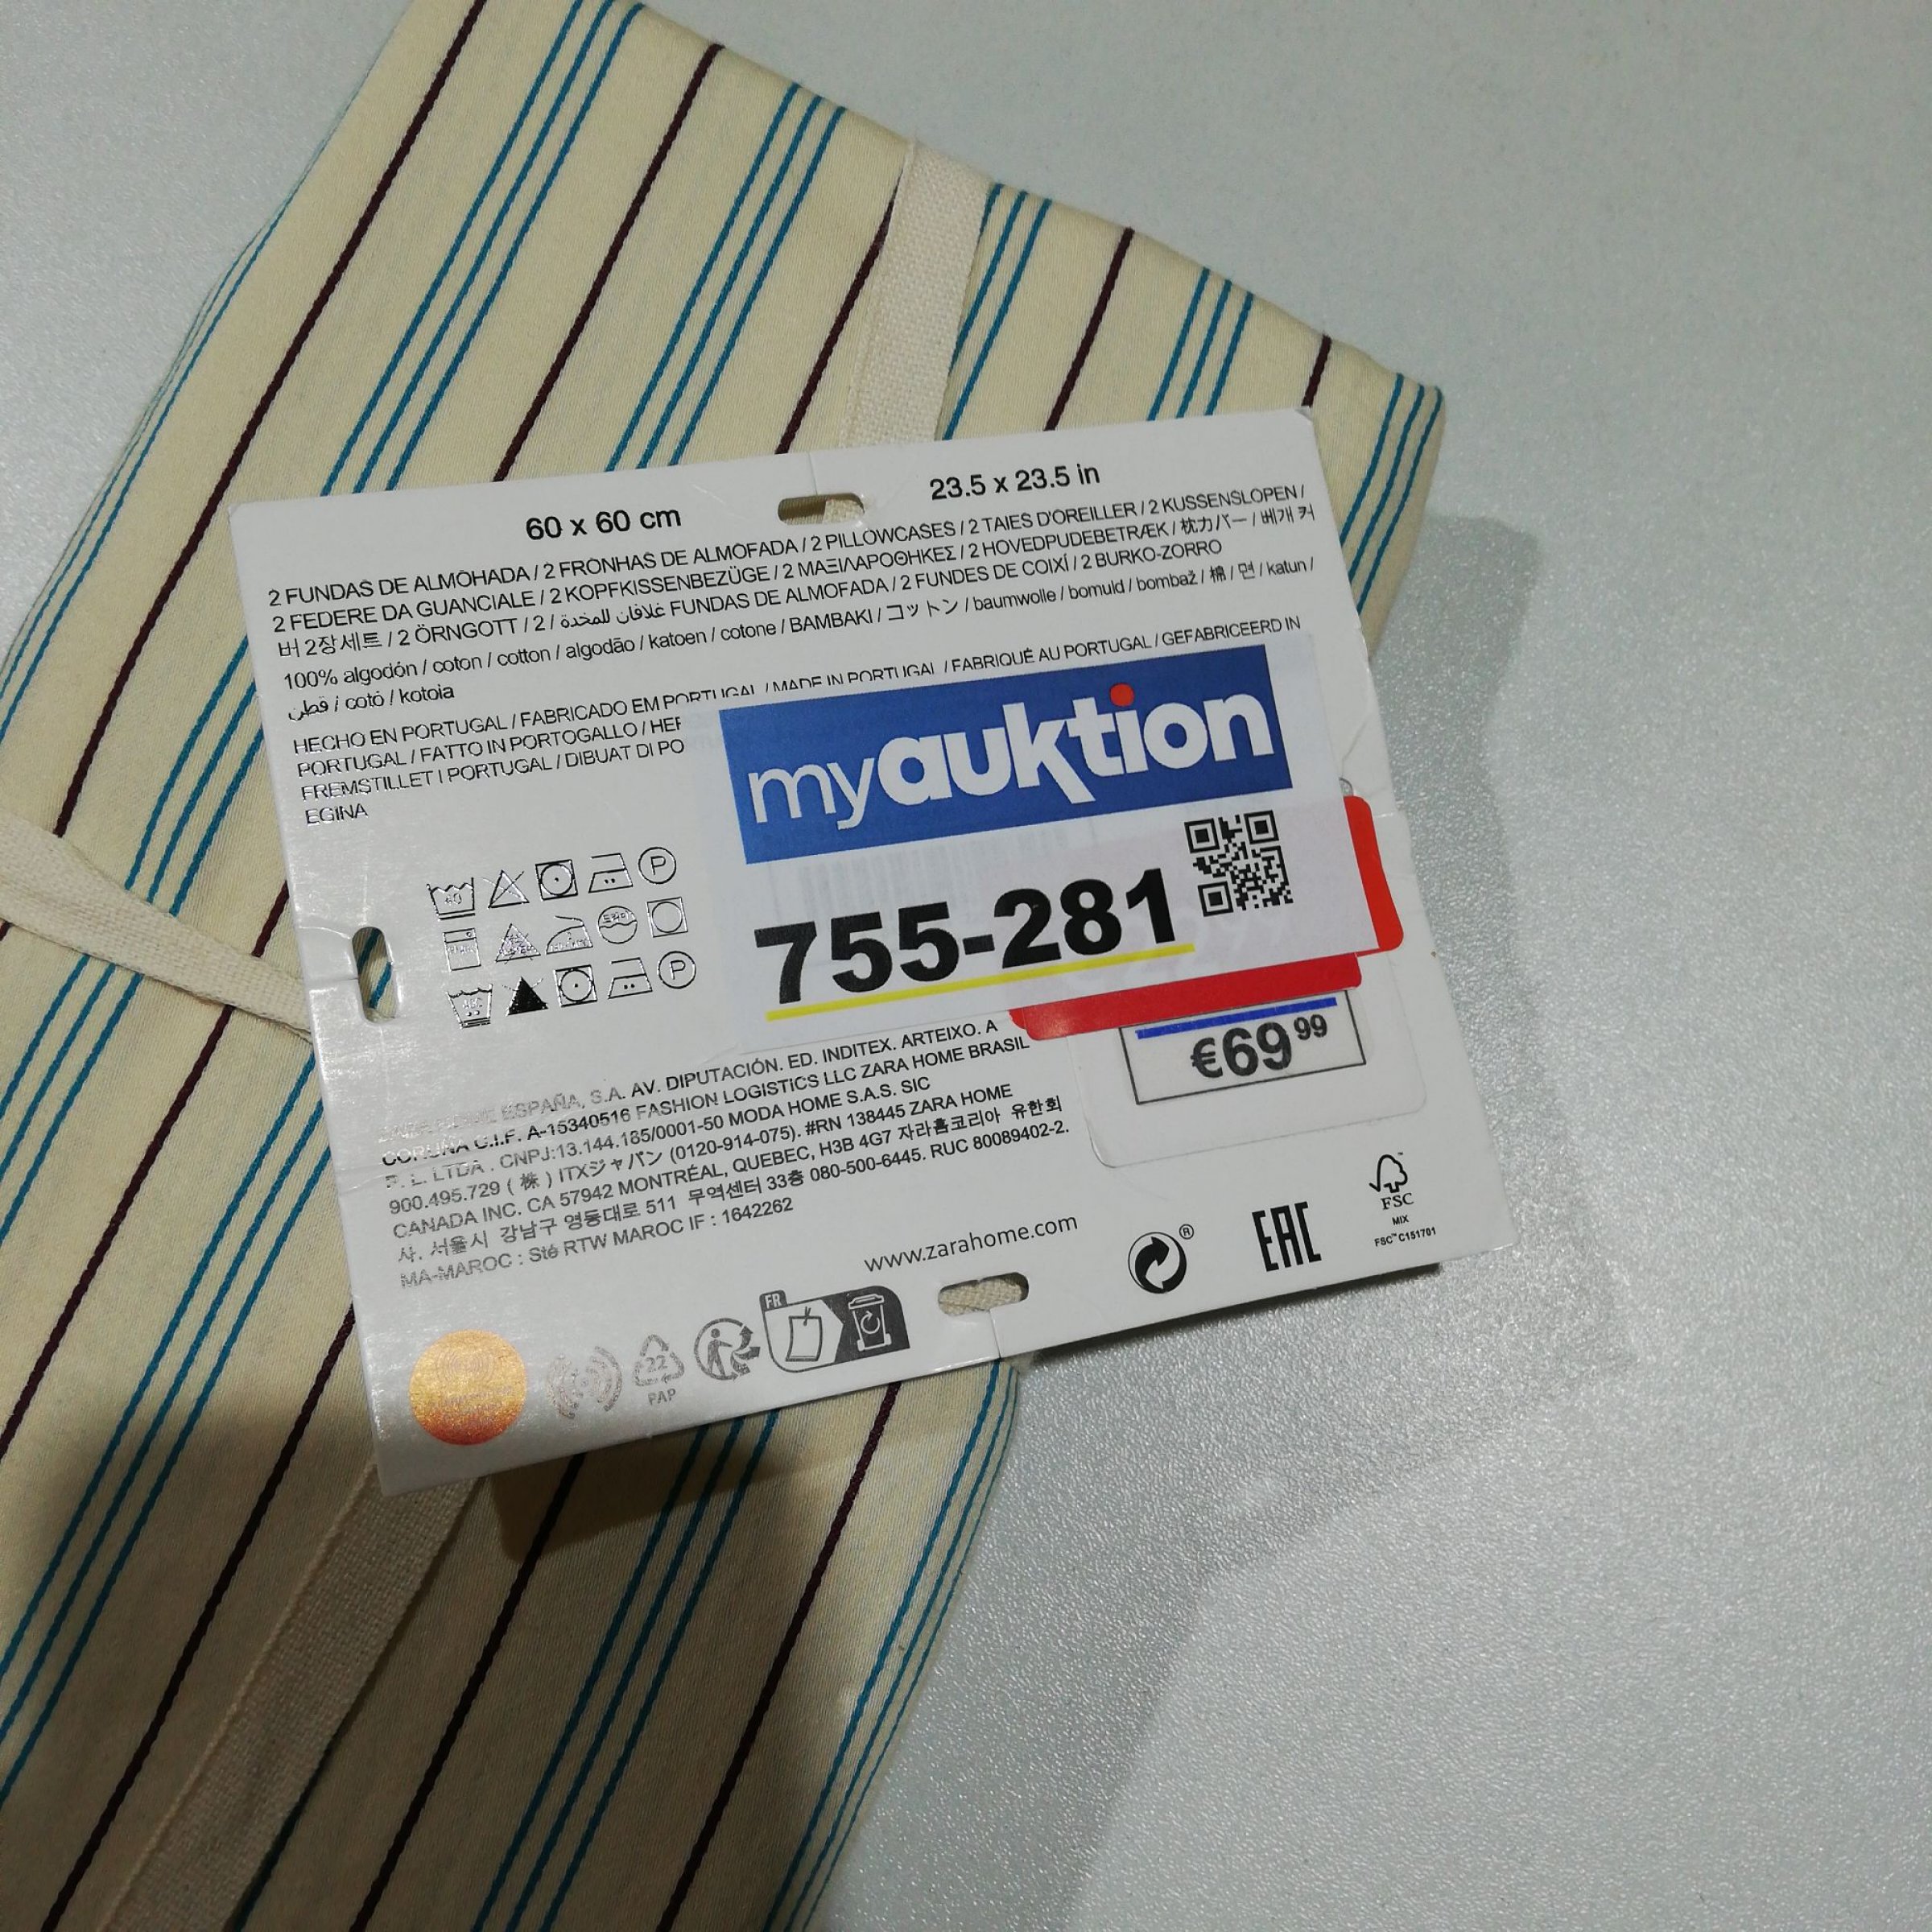 60 x 60 cm
23.5 x 23.5 in
2 FUNDAS DE ALMOHADA / 2 FRONHAS DE ALMOFADA / 2 PILLOWCASES / 2 TAIES D'OREILLER / 2 KUSSENSLOPEN /
2 FEDERE DA GUANCIALE / 2 KOPFKISSENBEZÜGE / 2 ΜΑΞΙΛΑΡΟΘΗΚΕΣ / 2 HOVEDPUDEBETRÆK / 枕カバー / 베개 커
버 2장 세트 / 2 ÖRNGOTT / 2 / غلافان للمخدة FUNDAS DE ALMOFADA / 2 FUNDES DE COIXÍ / 2 BURKO-ZORRO
100% algodón / coton / cotton / algodão / katoen / cotone / BAMBAKI / コットン / baumwolle / bomuld / bombaž / 棉 / 면 / katun /
قطن / cotó / kotoia
HECHO EN PORTUGAL / FABRICADO EM PORTUGAL / MADE IN PORTUGAL / FABRIQUÉ AU PORTUGAL / GEFABRICEERD IN
PORTUGAL / FATTO IN PORTOGALLO / HER
FREMSTILLET I PORTUGAL / DIBUAT DI PO
EGINA
myauktion
755-281
€69 99
ESPAÑA, S.A. AV. DIPUTACIÓN. ED. INDITEX. ARTEIXO. A
CORUÑA C.I.F. A-15340516 FASHION LOGISTICS LLC ZARA HOME BRASIL
P. L. LTDA . CNPJ:13.144.185/0001-50 MODA HOME S.A.S. SIC
900.495.729 ( 株 ) ITXジャパン (0120-914-075). #RN 138445 ZARA HOME
CANADA INC. CA 57942 MONTRÉAL, QUEBEC, H3B 4G7 자라홈코리아 유한회
사. 서울시 강남구 영동대로 511 무역센터 33층 080-500-6445. RUC 80089402-2.
MA-MAROC : Sté RTW MAROC IF : 1642262
www.zarahome.com
®
EAC
FSC
MIX
FSC™ C151701
FR
22
PAP